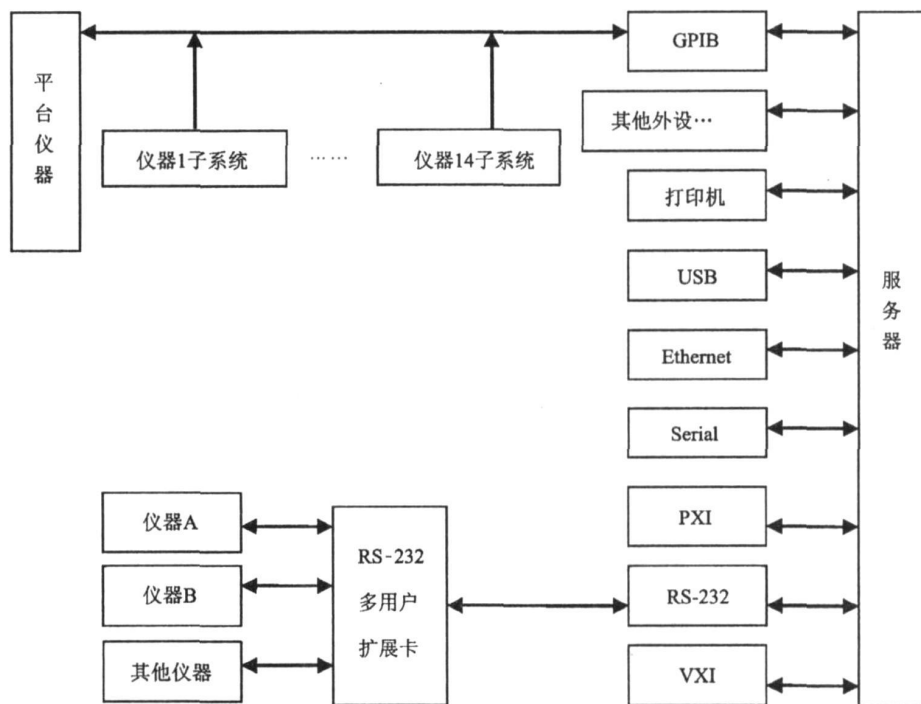 平台仪器
GPIB
其他外设…
仪器1子系统
……
仪器14子系统
打印机
USB
服务器
Ethernet
Serial
仪器A
PXI
RS-232
多用户
扩展卡
仪器B
RS-232
其他仪器
VXI